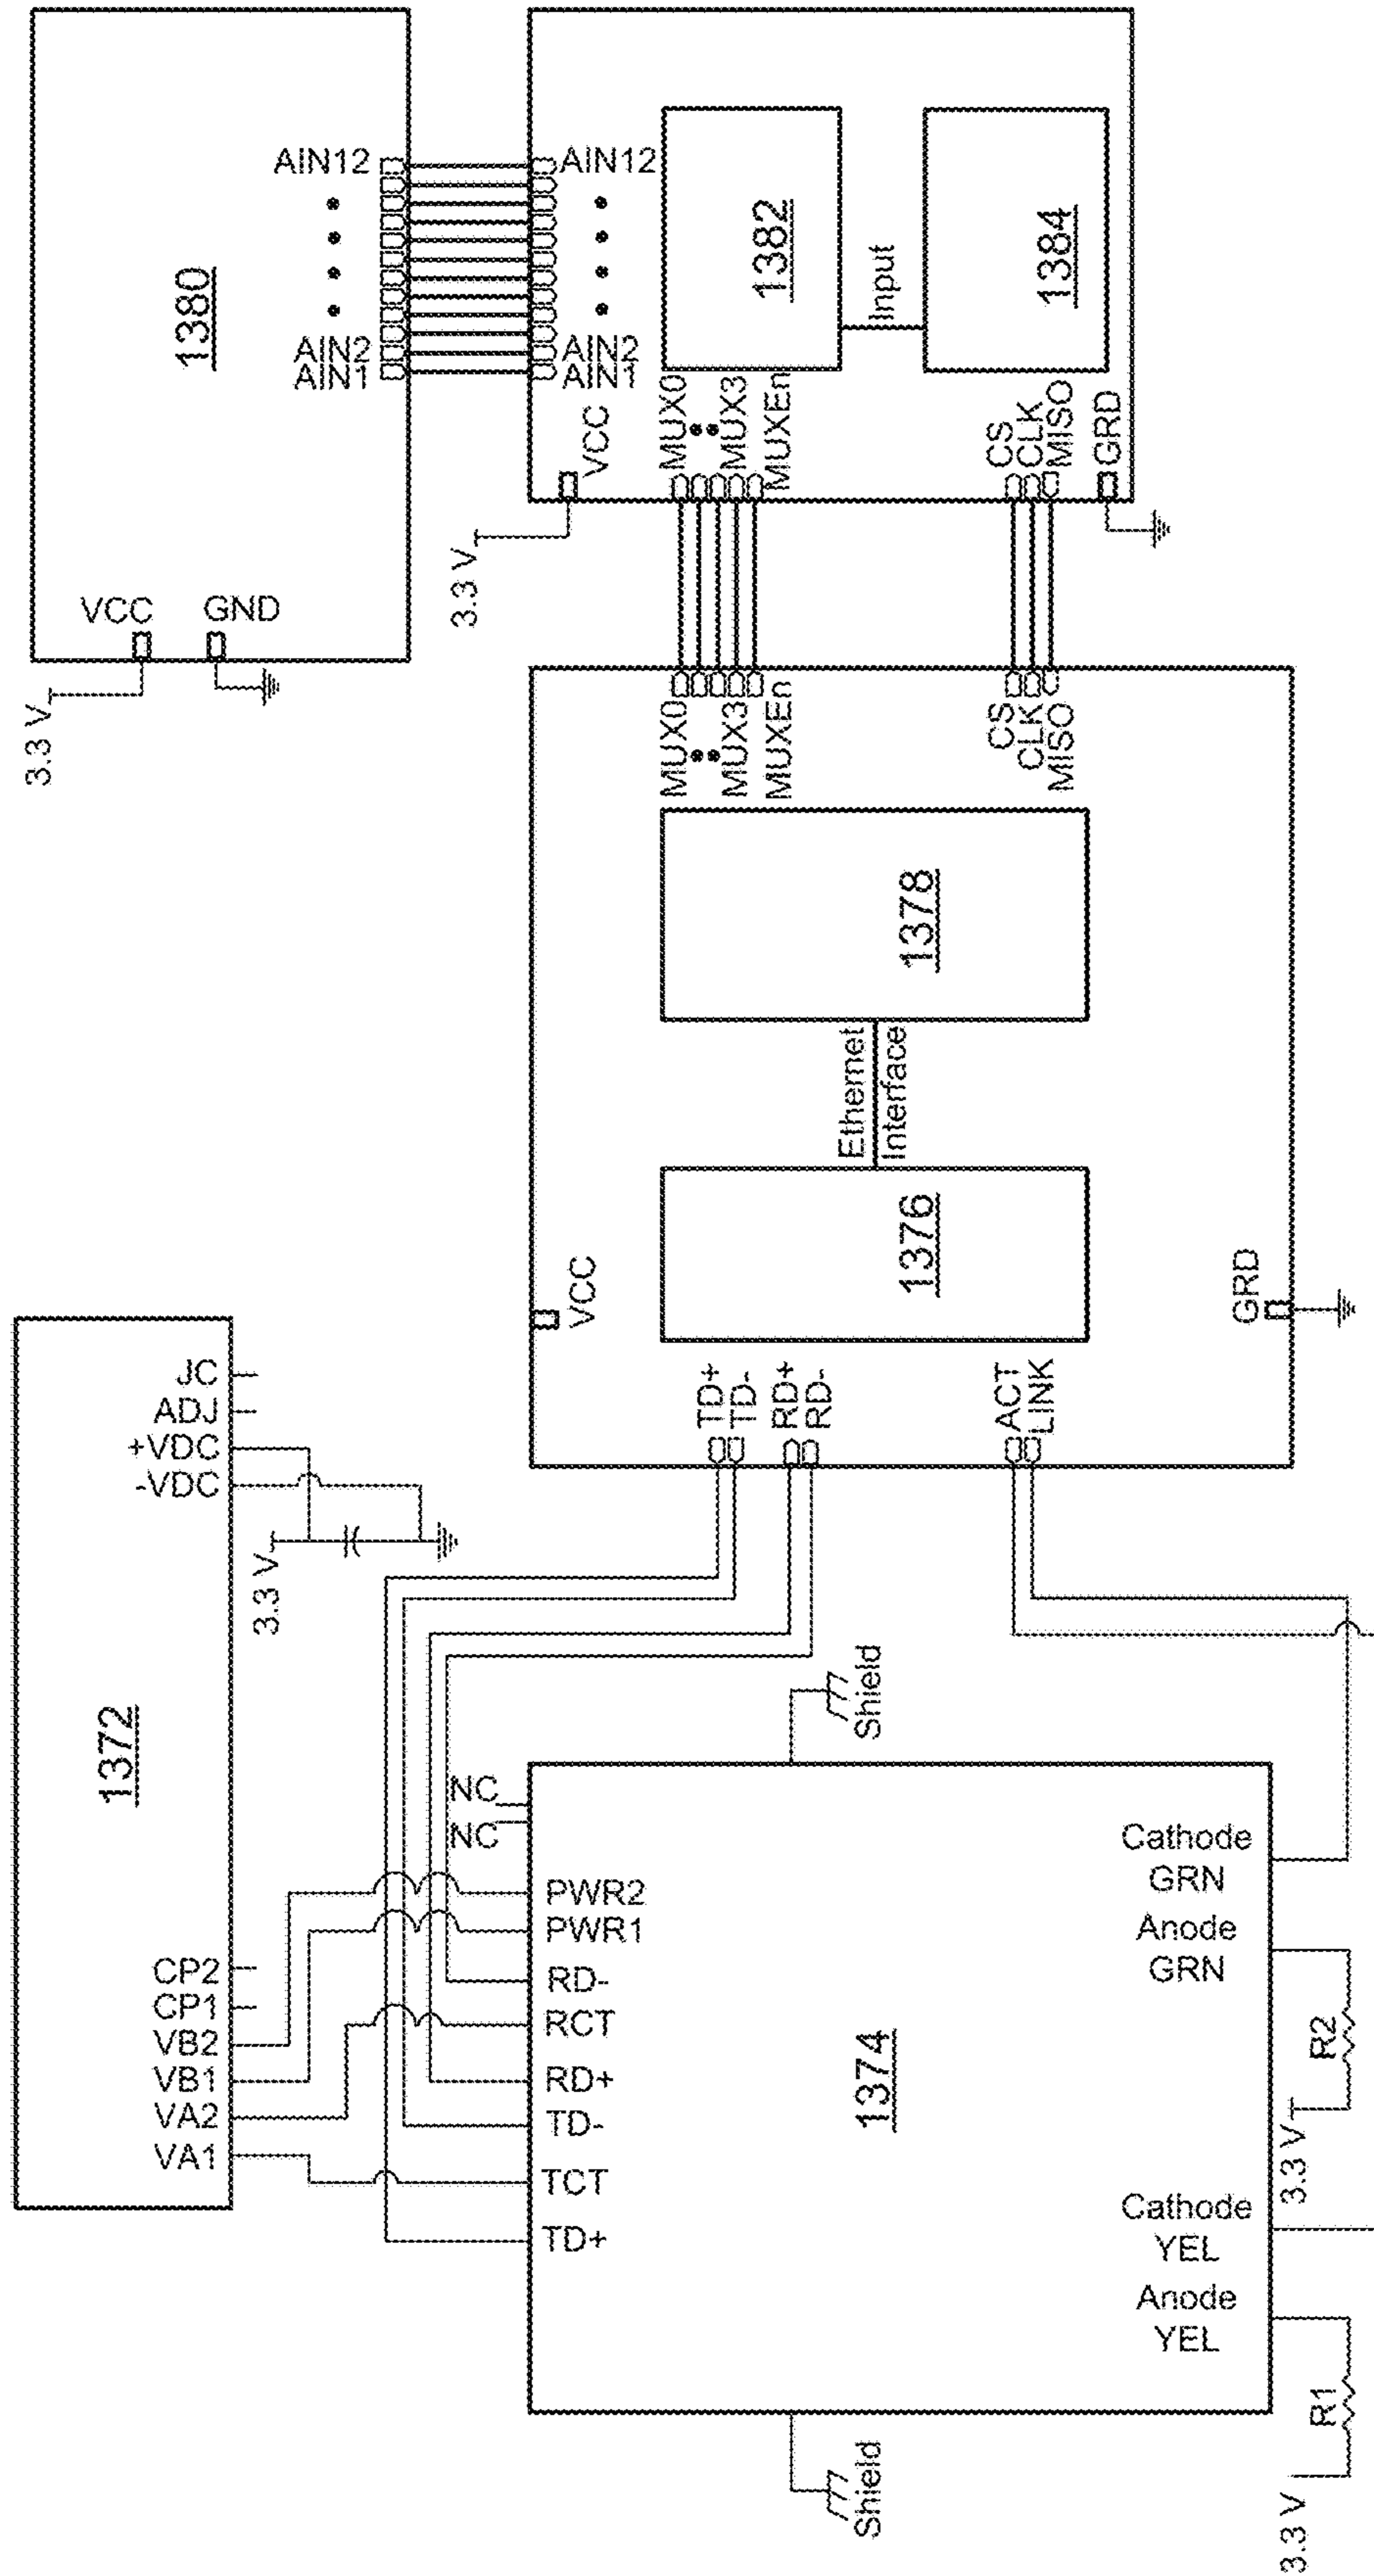 3.3 V
VCC
GND
1380
AIN1
AIN2
AIN12
3.3 V
VCC
AIN1
AIN2
AIN12
MUX0
MUX3
MUXEn
1382
Input
1384
CS
CLK
MISO
GRD
MUX0
MUX3
MUXEn
CS
CLK
MISO
1378
Ethernet
Interface
1376
VCC
GRD
TD+
TD-
RD+
RD-
ACT
LINK
1372
JC
ADJ
+VDC
-VDC
3.3 V
CP2
CP1
VB2
VB1
VA2
VA1
NC
NC
PWR2
PWR1
RD-
RCT
RD+
TD-
TCT
TD+
1374
Shield
Shield
Cathode
GRN
Anode
GRN
Cathode
YEL
Anode
YEL
R2
3.3 V
R1
3.3 V